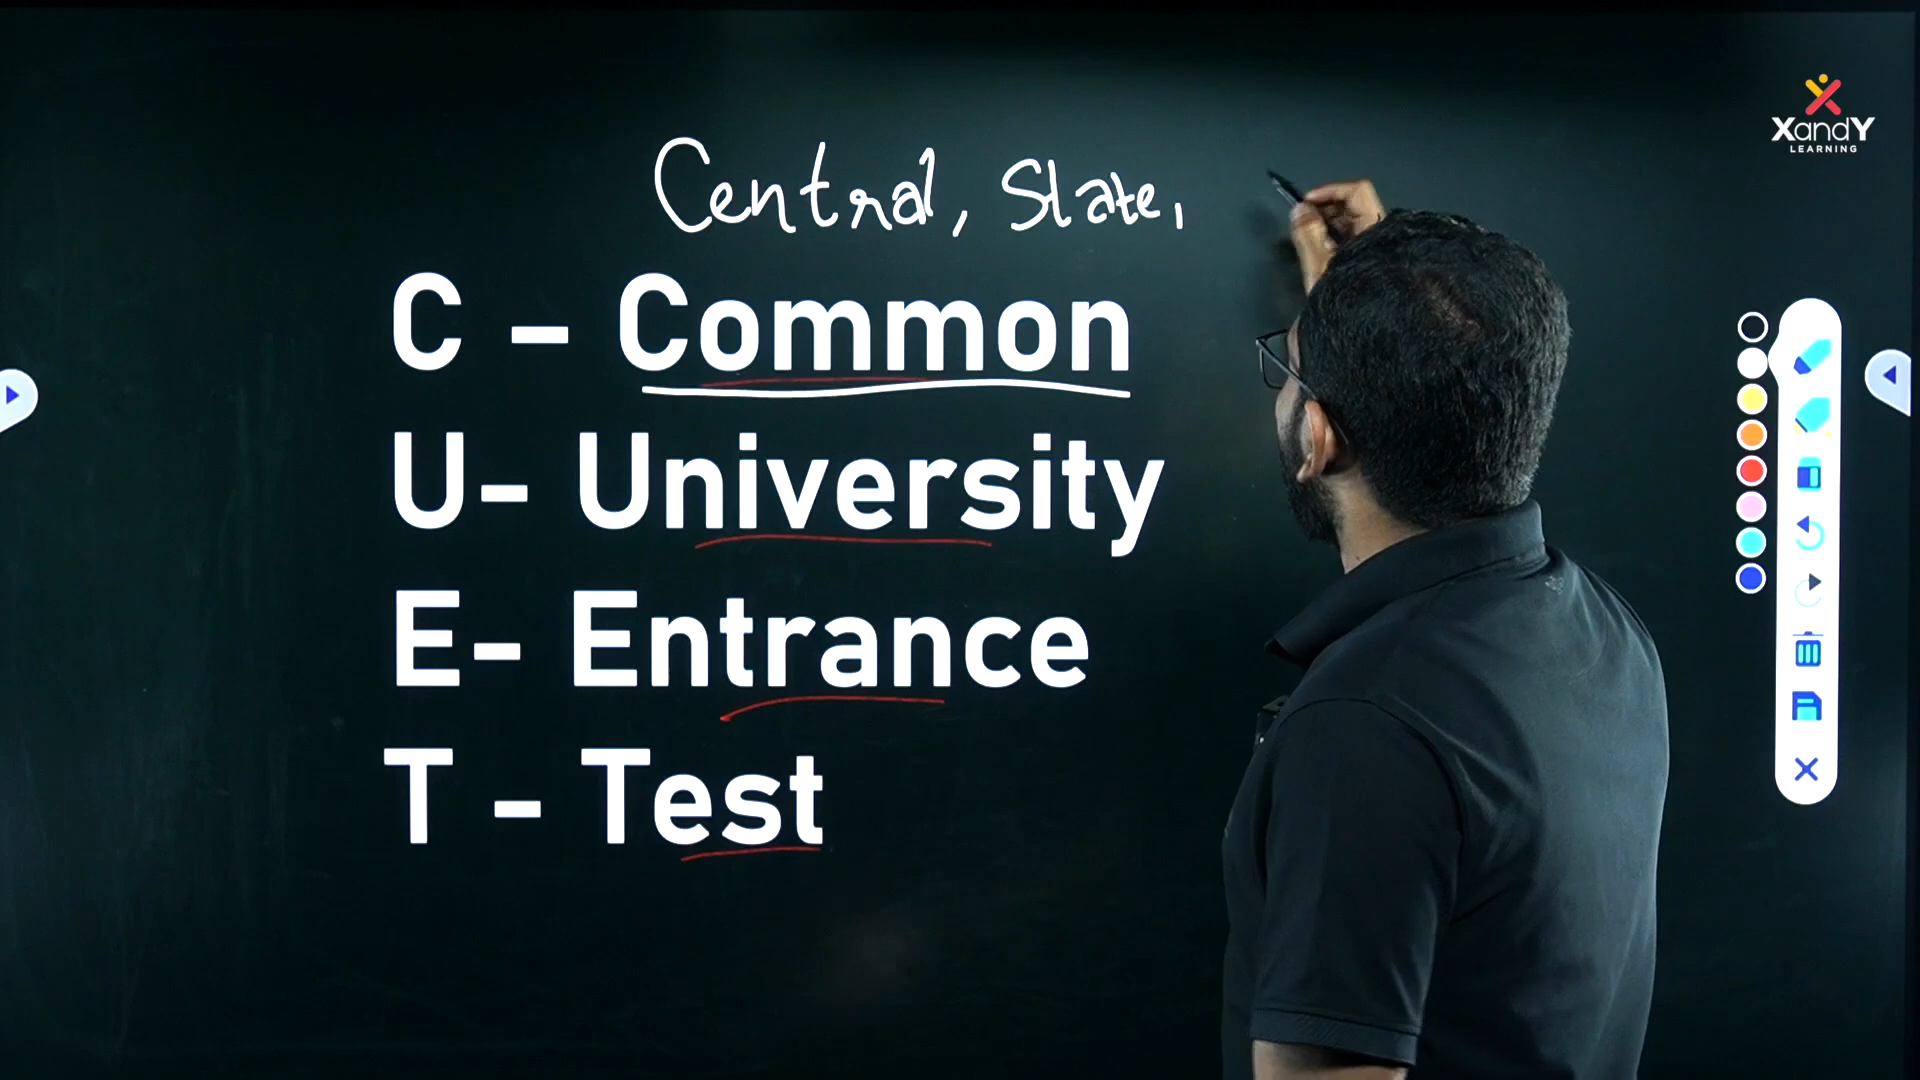 XandY
LEARNING
Central, State,
C - Common
U- University
E- Entrance
T - Test